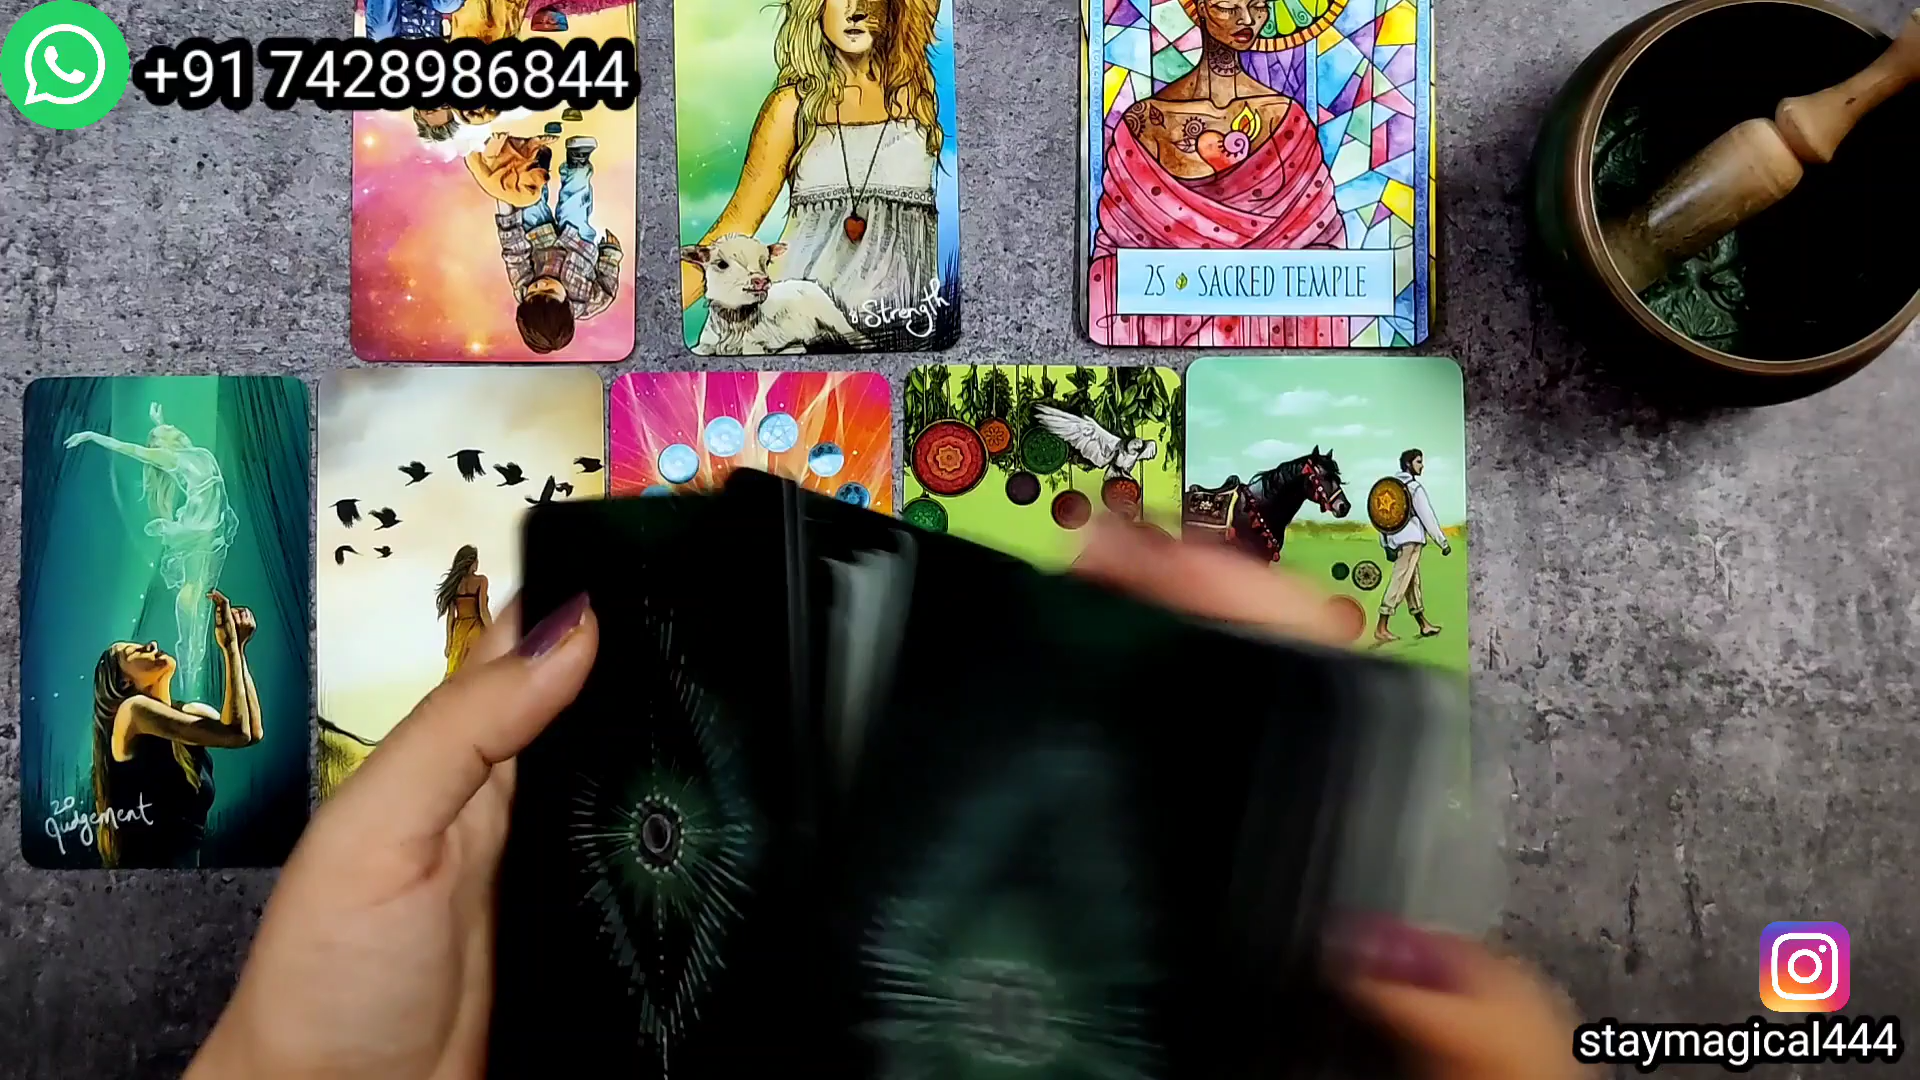 +91 7428986844
8. Strength
25 SACRED TEMPLE
20.
Judgement
staymagical444